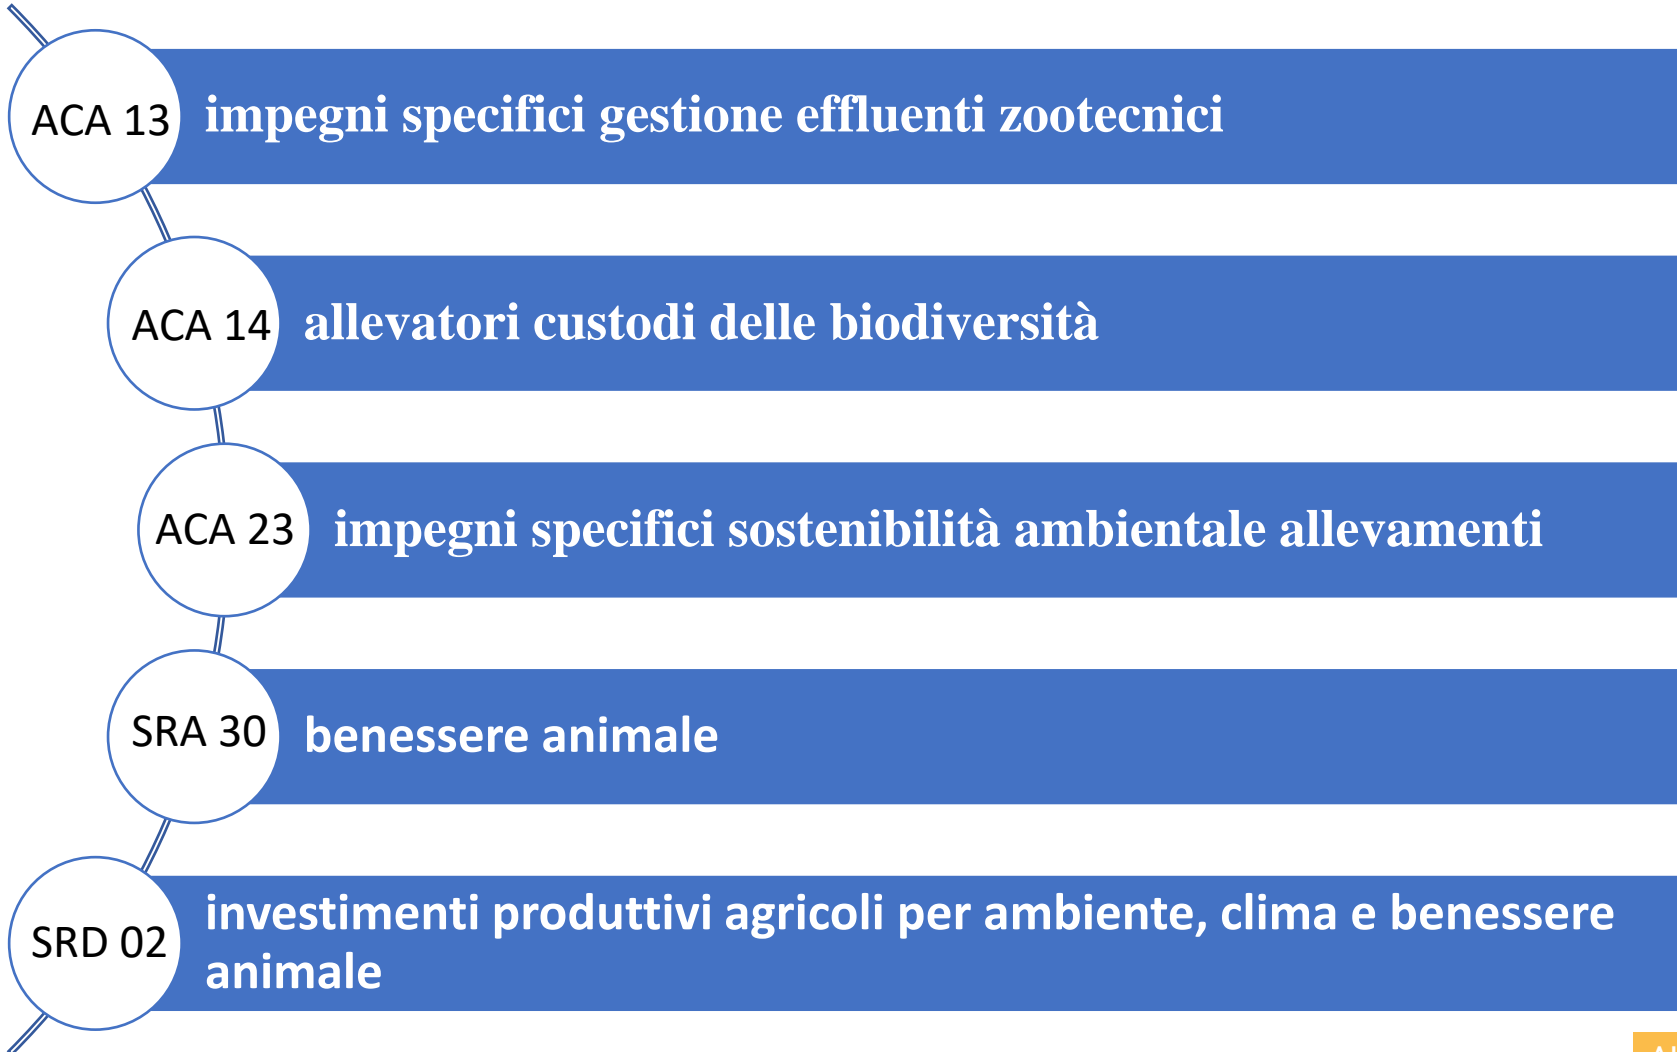 ACA 13
impegni specifici gestione effluenti zootecnici
ACA 14
allevatori custodi delle biodiversità
ACA 23
impegni specifici sostenibilità ambientale allevamenti
SRA 30
benessere animale
SRD 02
investimenti produttivi agricoli per ambiente, clima e benessere
animale